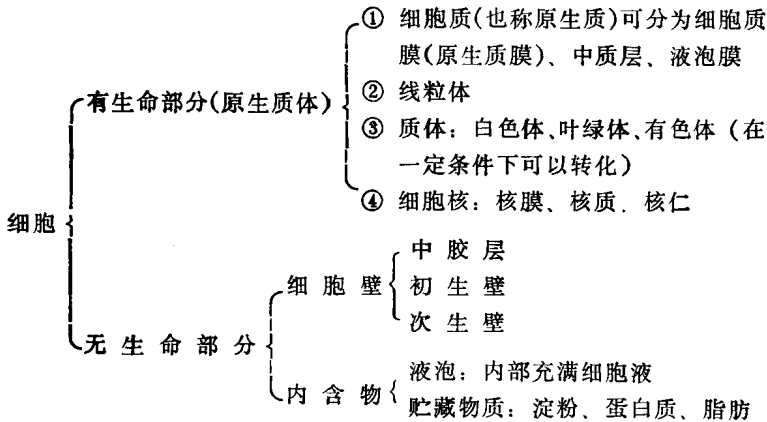 ① 细胞质(也称原生质)可分为细胞质
膜(原生质膜)、中质层、液泡膜
有生命部分(原生质体)
② 线粒体
③ 质体：白色体、叶绿体、有色体 (在
一定条件下可以转化)
④ 细胞核：核膜、核质．核仁
细胞
中胶层
细胞壁
初生壁
次生壁
无生命部分
液泡：内部充满细胞液
内含物
贮藏物质：淀粉、蛋白质、脂肪